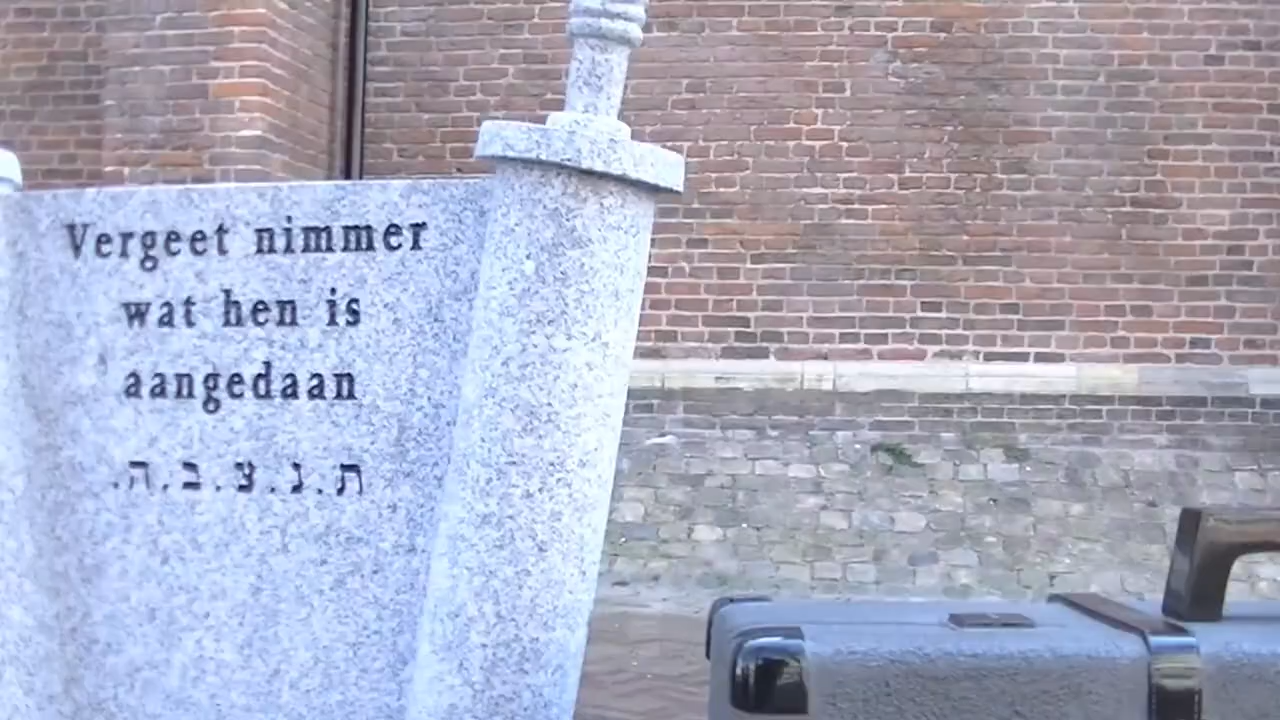 Vergeet nimmer
wat hen is
aangedaan
ת.נ.צ.ב.ה.